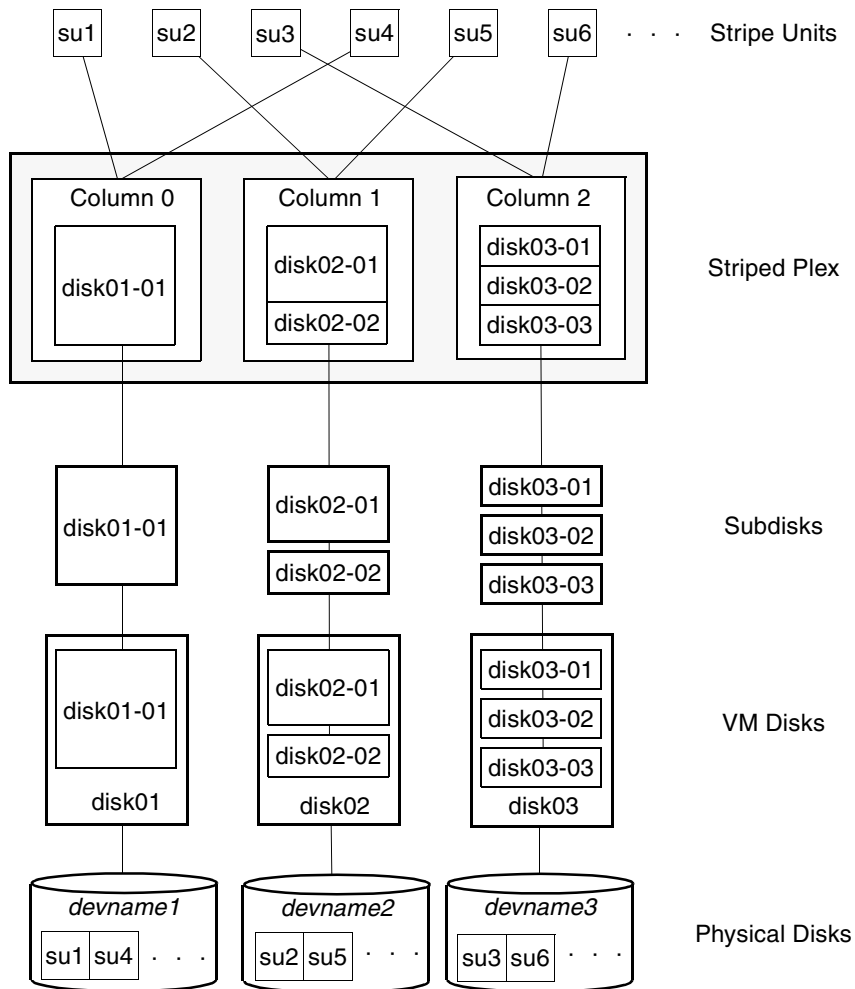 su1 su2 su3 su4 su5 su6 . . . Stripe Units
Column 0 Column 1 Column 2
disk01-01
disk02-01
disk02-02
disk03-01
disk03-02
disk03-03
Striped Plex
disk01-01
disk02-01
disk02-02
disk03-01
disk03-02
disk03-03
Subdisks
disk01-01
disk02-01
disk02-02
disk03-01
disk03-02
disk03-03
VM Disks
disk01 disk02 disk03
devname1 devname2 devname3
Physical Disks
su1 su4 . . . su2 su5 . . . su3 su6 . . .